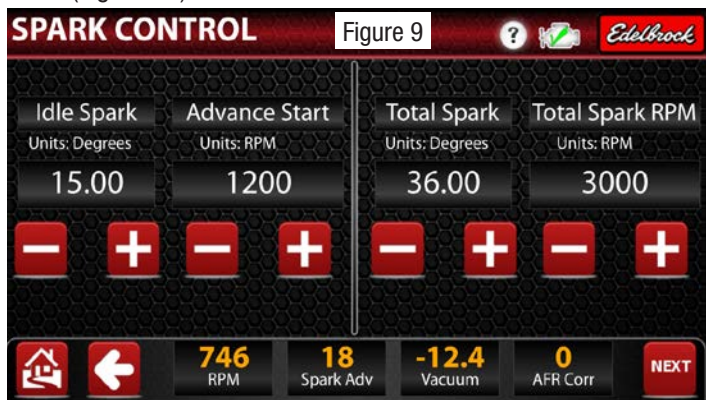 SPARK CONTROL
Figure 9
?
Edelbrock
Idle Spark
Units: Degrees
15.00
Advance Start
Units: RPM
1200
Total Spark
Units: Degrees
36.00
Total Spark RPM
Units: RPM
3000
− +
− +
− +
− +
746
RPM
18
Spark Adv
-12.4
Vacuum
0
AFR Corr
NEXT